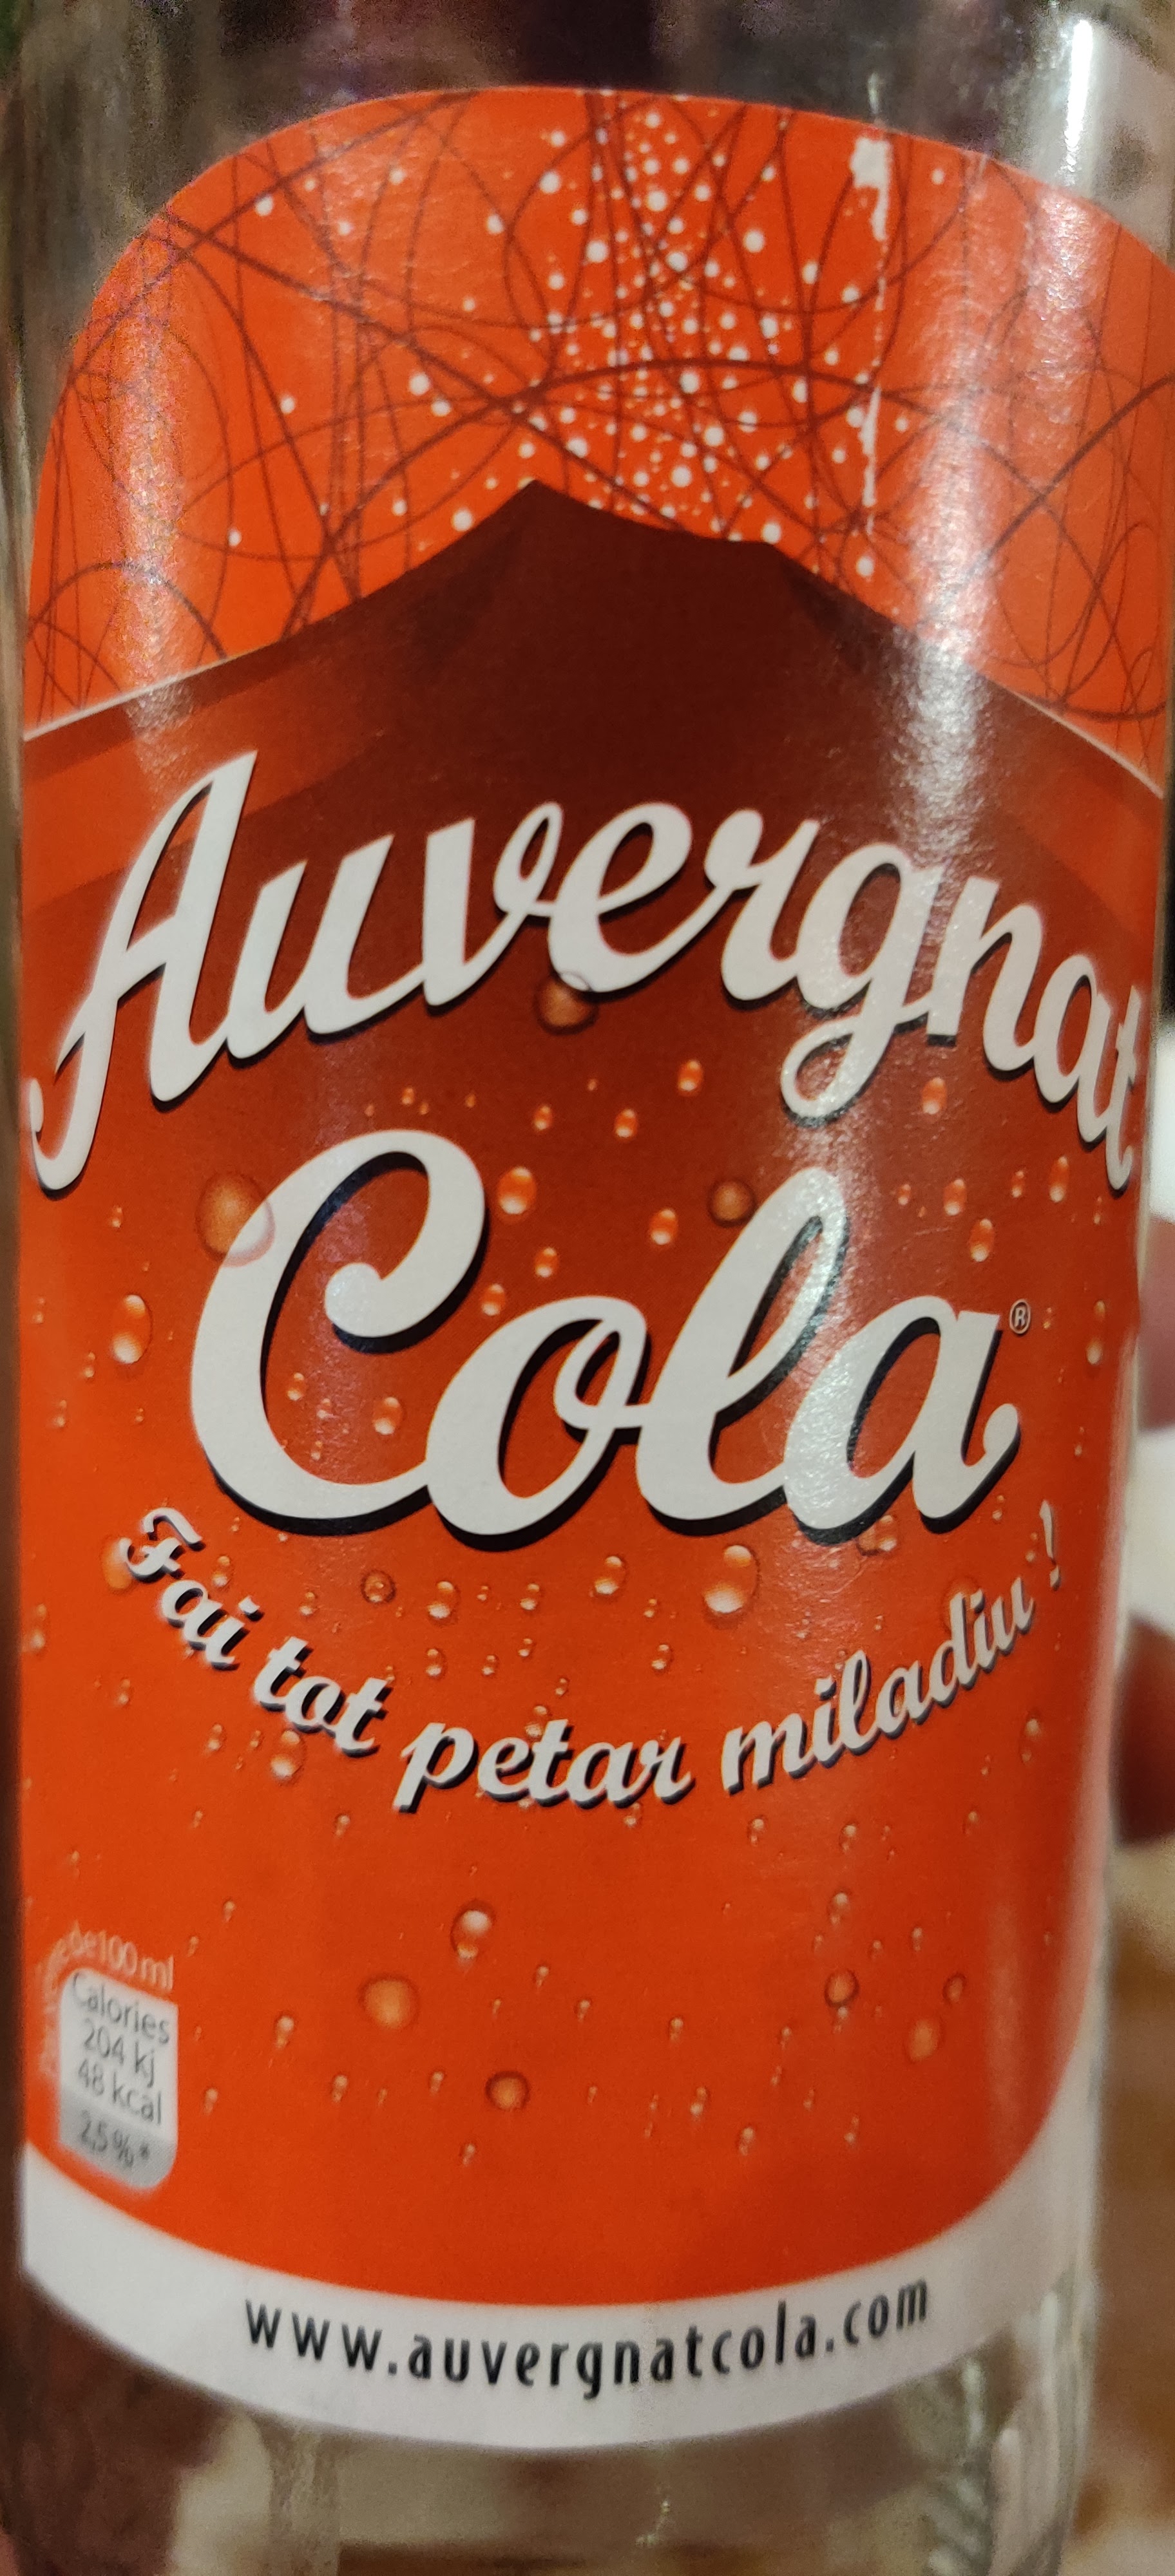 Auvergnat
Cola®
Fai tot petar miladiu !
de 100 ml
Calories
204 kj
48 kcal
2,5%*
www.auvergnatcola.com